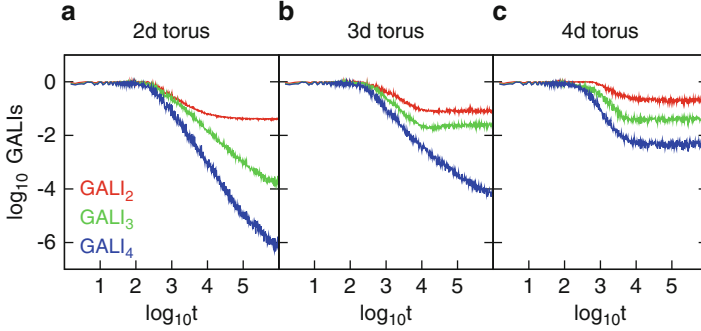 a 2d torus b 3d torus c 4d torus
0
-2
-4
-6
log10 GALIs
GALI2
GALI3
GALI4
1 2 3 4 5 1 2 3 4 5 1 2 3 4 5
log10t log10t log10t